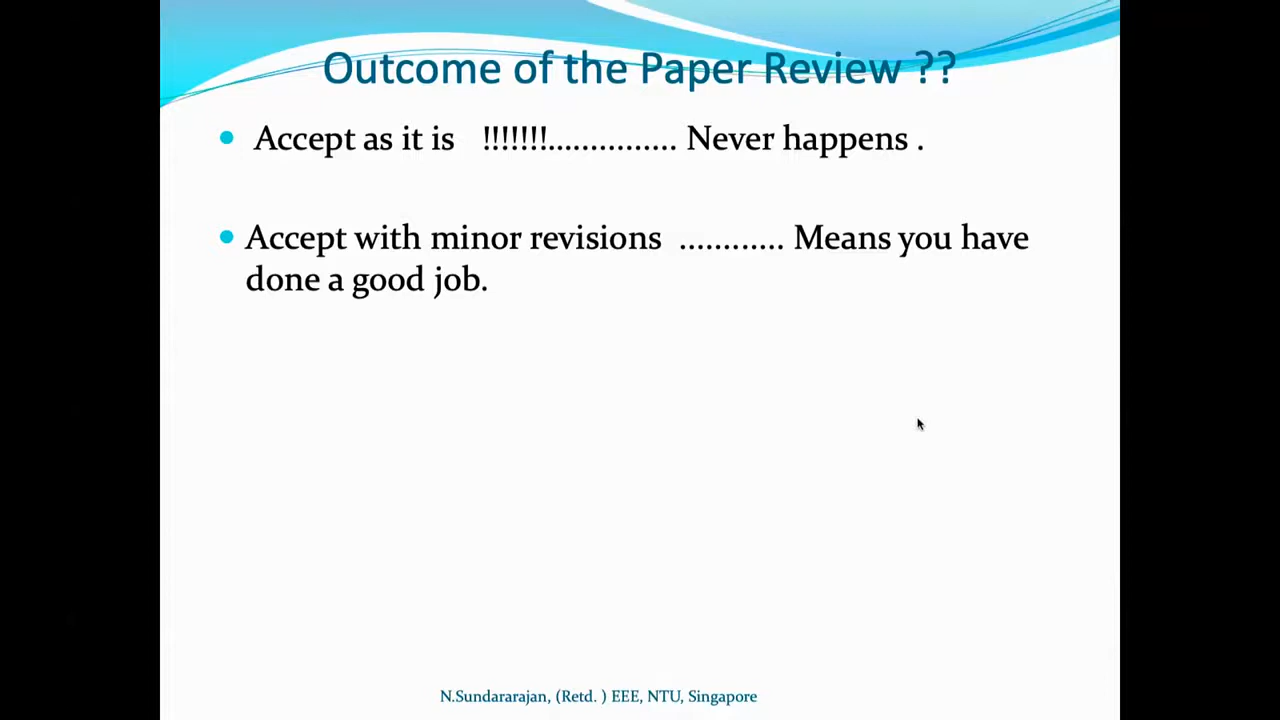 Outcome of the Paper Review ??
• Accept as it is !!!!!!!............... Never happens .
• Accept with minor revisions ............ Means you have
done a good job.
N.Sundararajan, (Retd. ) EEE, NTU, Singapore